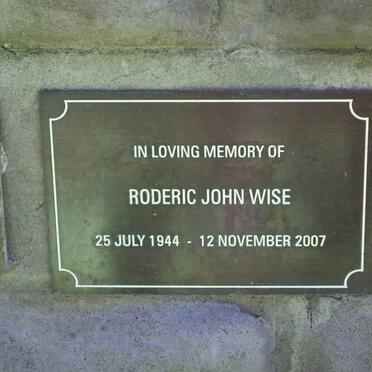 IN LOVING MEMORY OF
RODERIC JOHN WISE
25 JULY 1944 - 12 NOVEMBER 2007